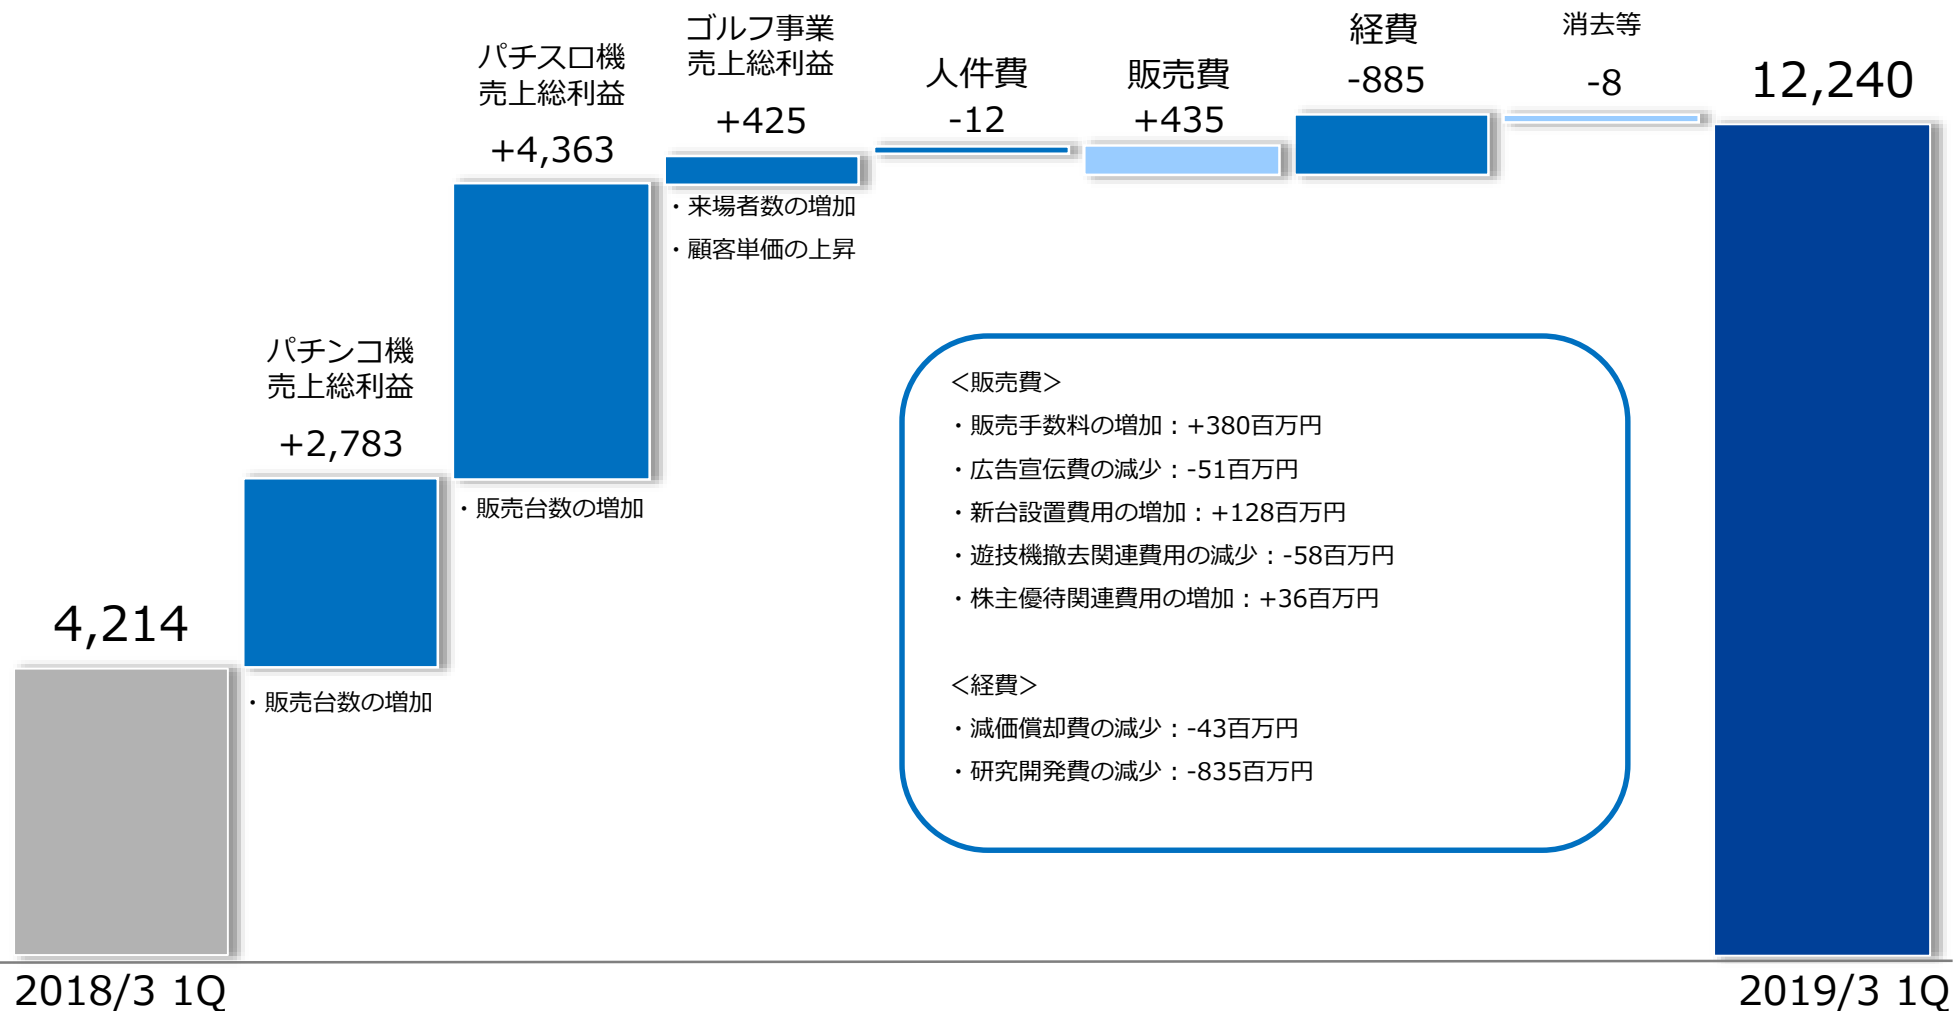 4,214
2018/3 1Q
パチンコ機
売上総利益
+2,783
・販売台数の増加
パチスロ機
売上総利益
+4,363
・販売台数の増加
ゴルフ事業
売上総利益
+425
・来場者数の増加
・顧客単価の上昇
人件費
-12
販売費
+435
経費
-885
消去等
-8
12,240
2019/3 1Q
<販売費>
・販売手数料の増加：+380百万円
・広告宣伝費の減少：-51百万円
・新台設置費用の増加：+128百万円
・遊技機撤去関連費用の減少：-58百万円
・株主優待関連費用の増加：+36百万円
<経費>
・減価償却費の減少：-43百万円
・研究開発費の減少：-835百万円